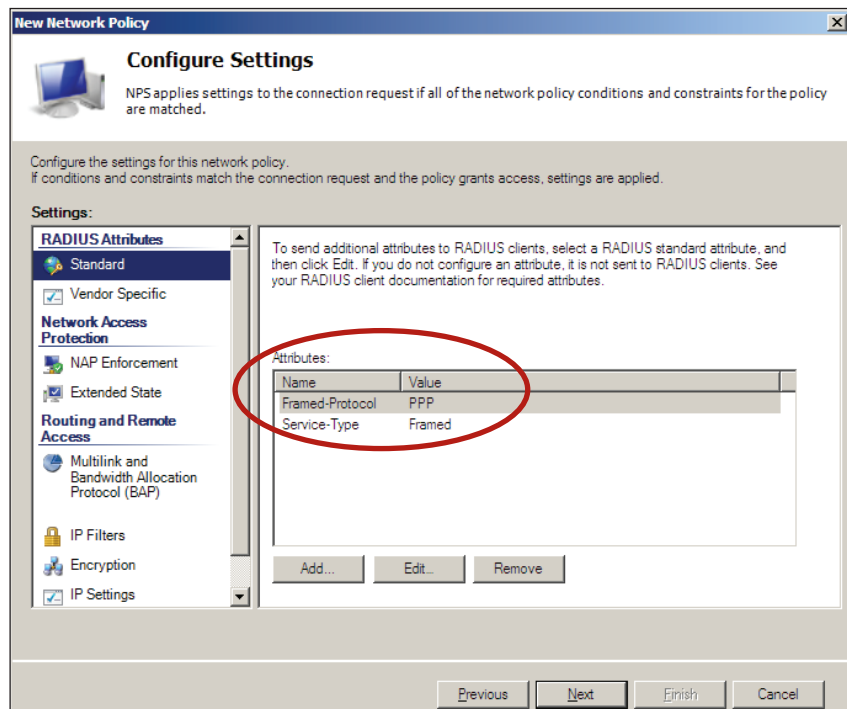 New Network Policy
Configure Settings
NPS applies settings to the connection request if all of the network policy conditions and constraints for the policy
are matched.
Configure the settings for this network policy.
If conditions and constraints match the connection request and the policy grants access, settings are applied.
Settings:
RADIUS Attributes
Standard
Vendor Specific
Network Access
Protection
NAP Enforcement
Extended State
Routing and Remote
Access
Multilink and
Bandwidth Allocation
Protocol (BAP)
IP Filters
Encryption
IP Settings
To send additional attributes to RADIUS clients, select a RADIUS standard attribute, and
then click Edit. If you do not configure an attribute, it is not sent to RADIUS clients. See
your RADIUS client documentation for required attributes.
Attributes:
Name Value
Framed-Protocol PPP
Service-Type Framed
Add... Edit... Remove
Previous Next Finish Cancel